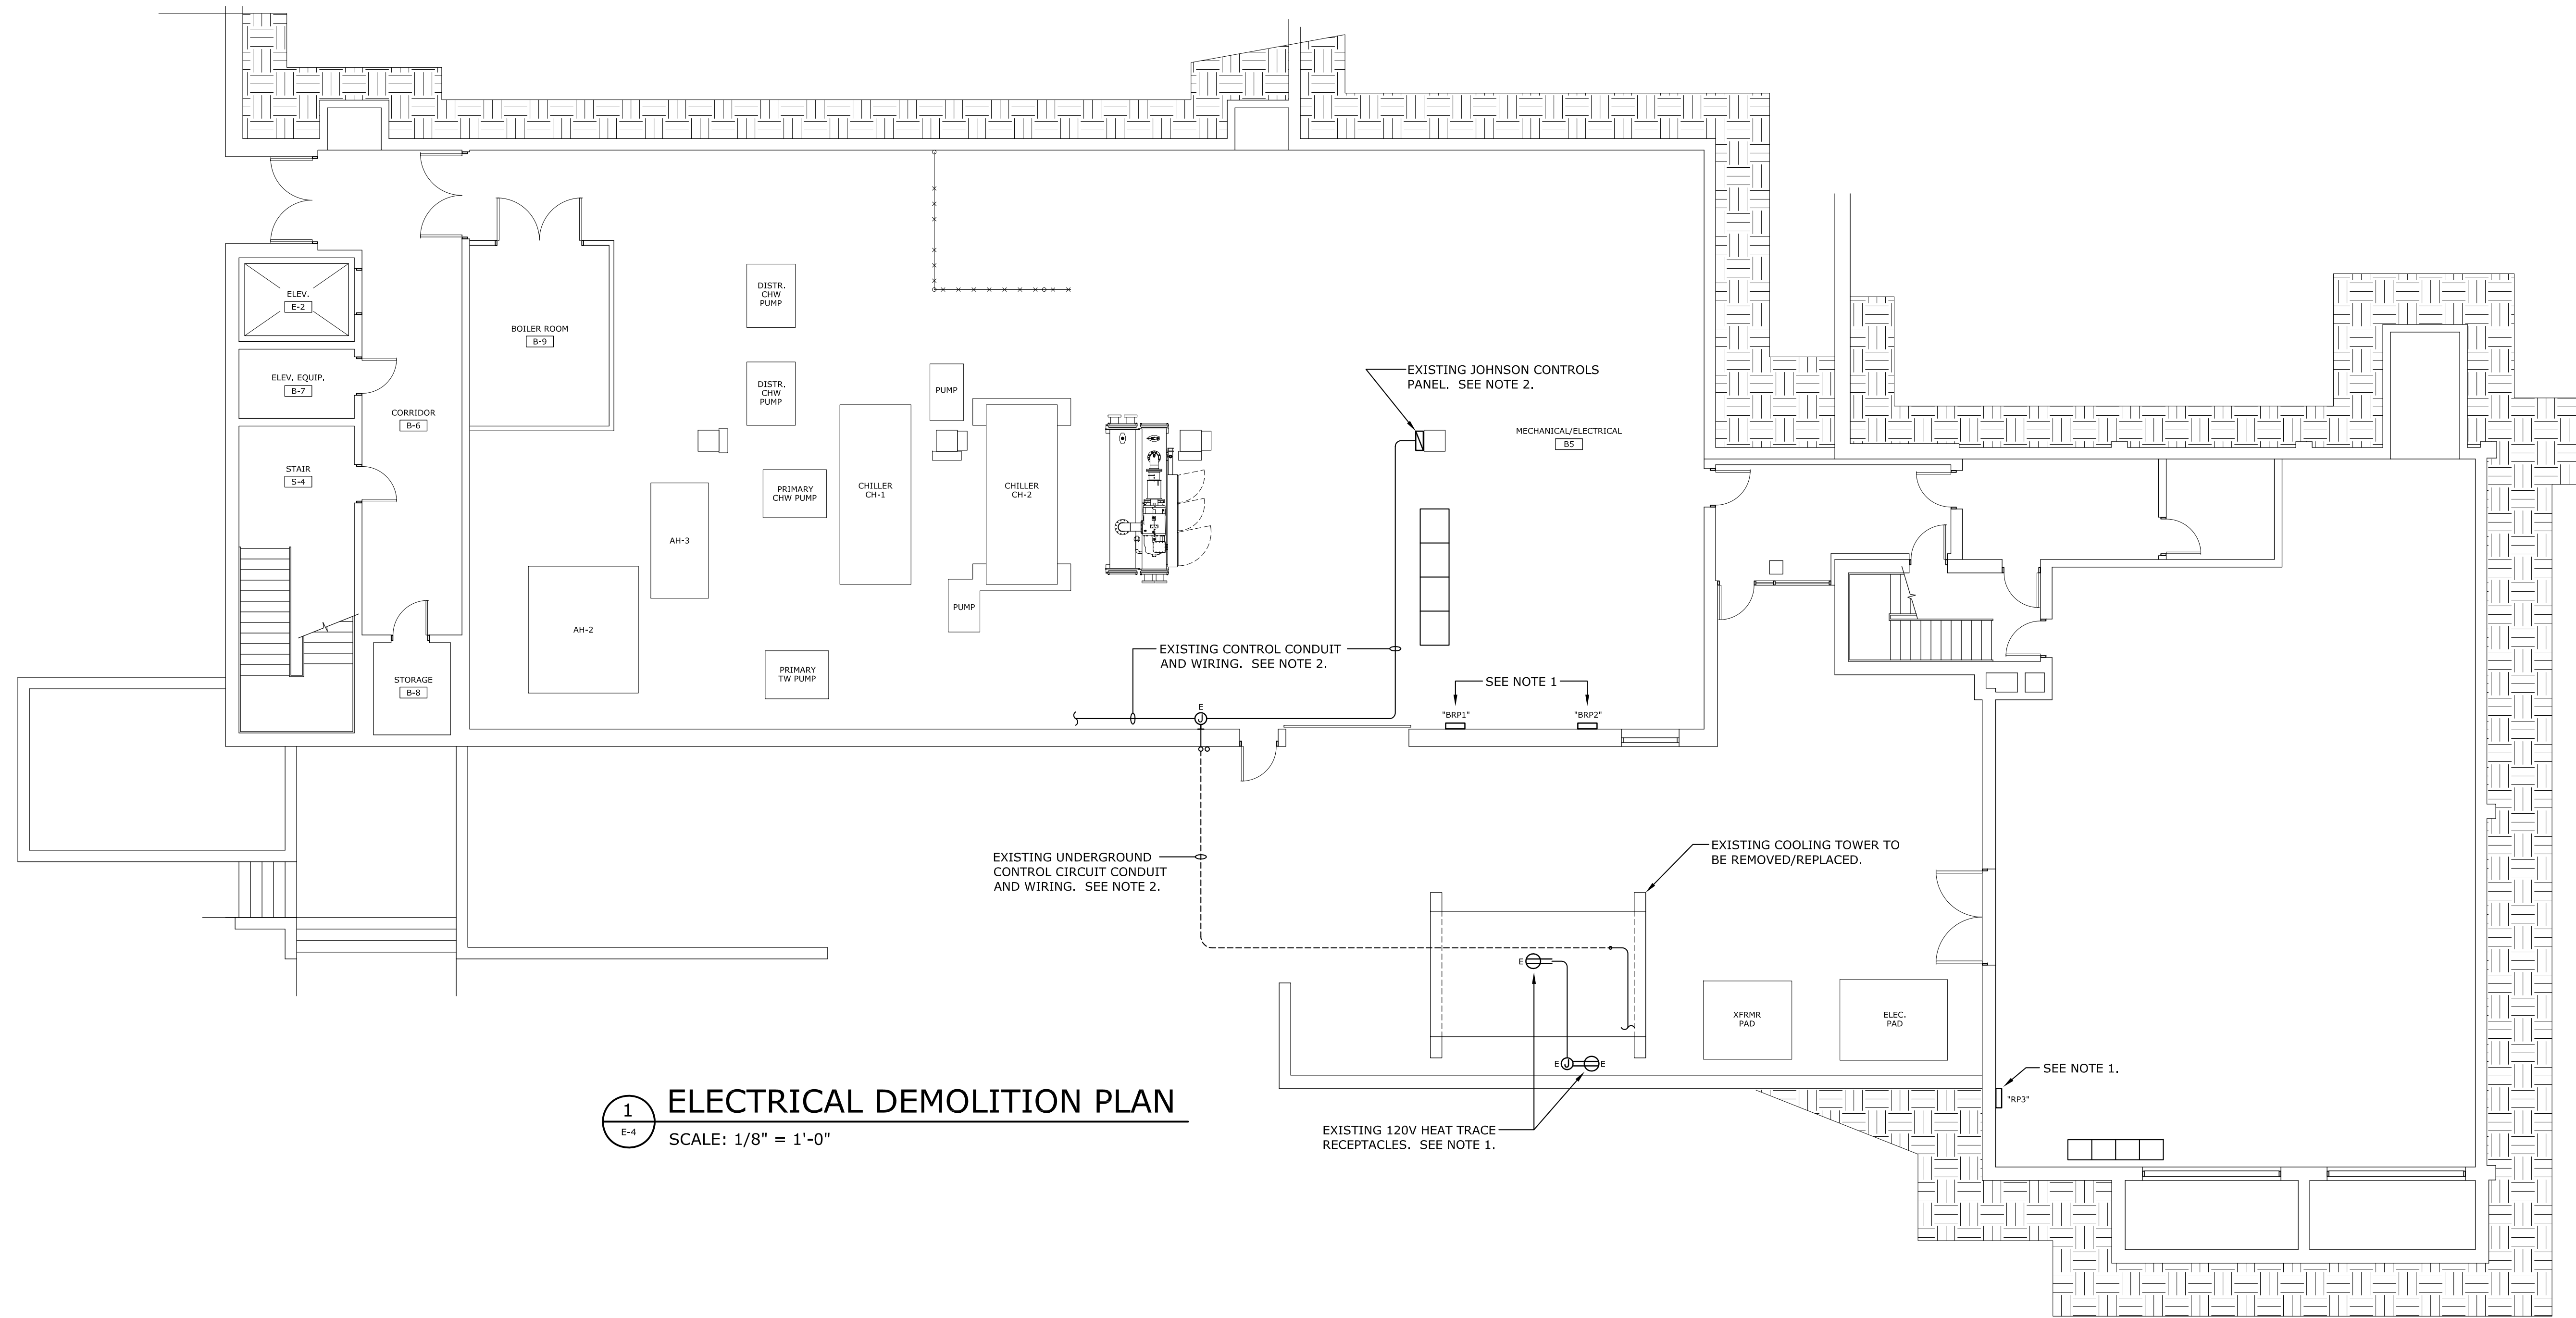 ELEV.
E-2
ELEV. EQUIP.
B-7
CORRIDOR
B-6
STAIR
S-4
STORAGE
B-8
BOILER ROOM
B-9
DISTR.
CHW
PUMP
DISTR.
CHW
PUMP
AH-3
AH-2
PRIMARY
CHW PUMP
PRIMARY
TW PUMP
CHILLER
CH-1
PUMP
CHILLER
CH-2
PUMP
EXISTING JOHNSON CONTROLS
PANEL. SEE NOTE 2.
MECHANICAL/ELECTRICAL
B5
EXISTING CONTROL CONDUIT
AND WIRING. SEE NOTE 2.
SEE NOTE 1
"BRP1"
"BRP2"
E
J
EXISTING UNDERGROUND
CONTROL CIRCUIT CONDUIT
AND WIRING. SEE NOTE 2.
EXISTING COOLING TOWER TO
BE REMOVED/REPLACED.
E
E
J
E
XFRMR
PAD
ELEC.
PAD
EXISTING 120V HEAT TRACE
RECEPTACLES. SEE NOTE 1.
SEE NOTE 1.
"RP3"
1
E-4
ELECTRICAL DEMOLITION PLAN
SCALE: 1/8" = 1'-0"